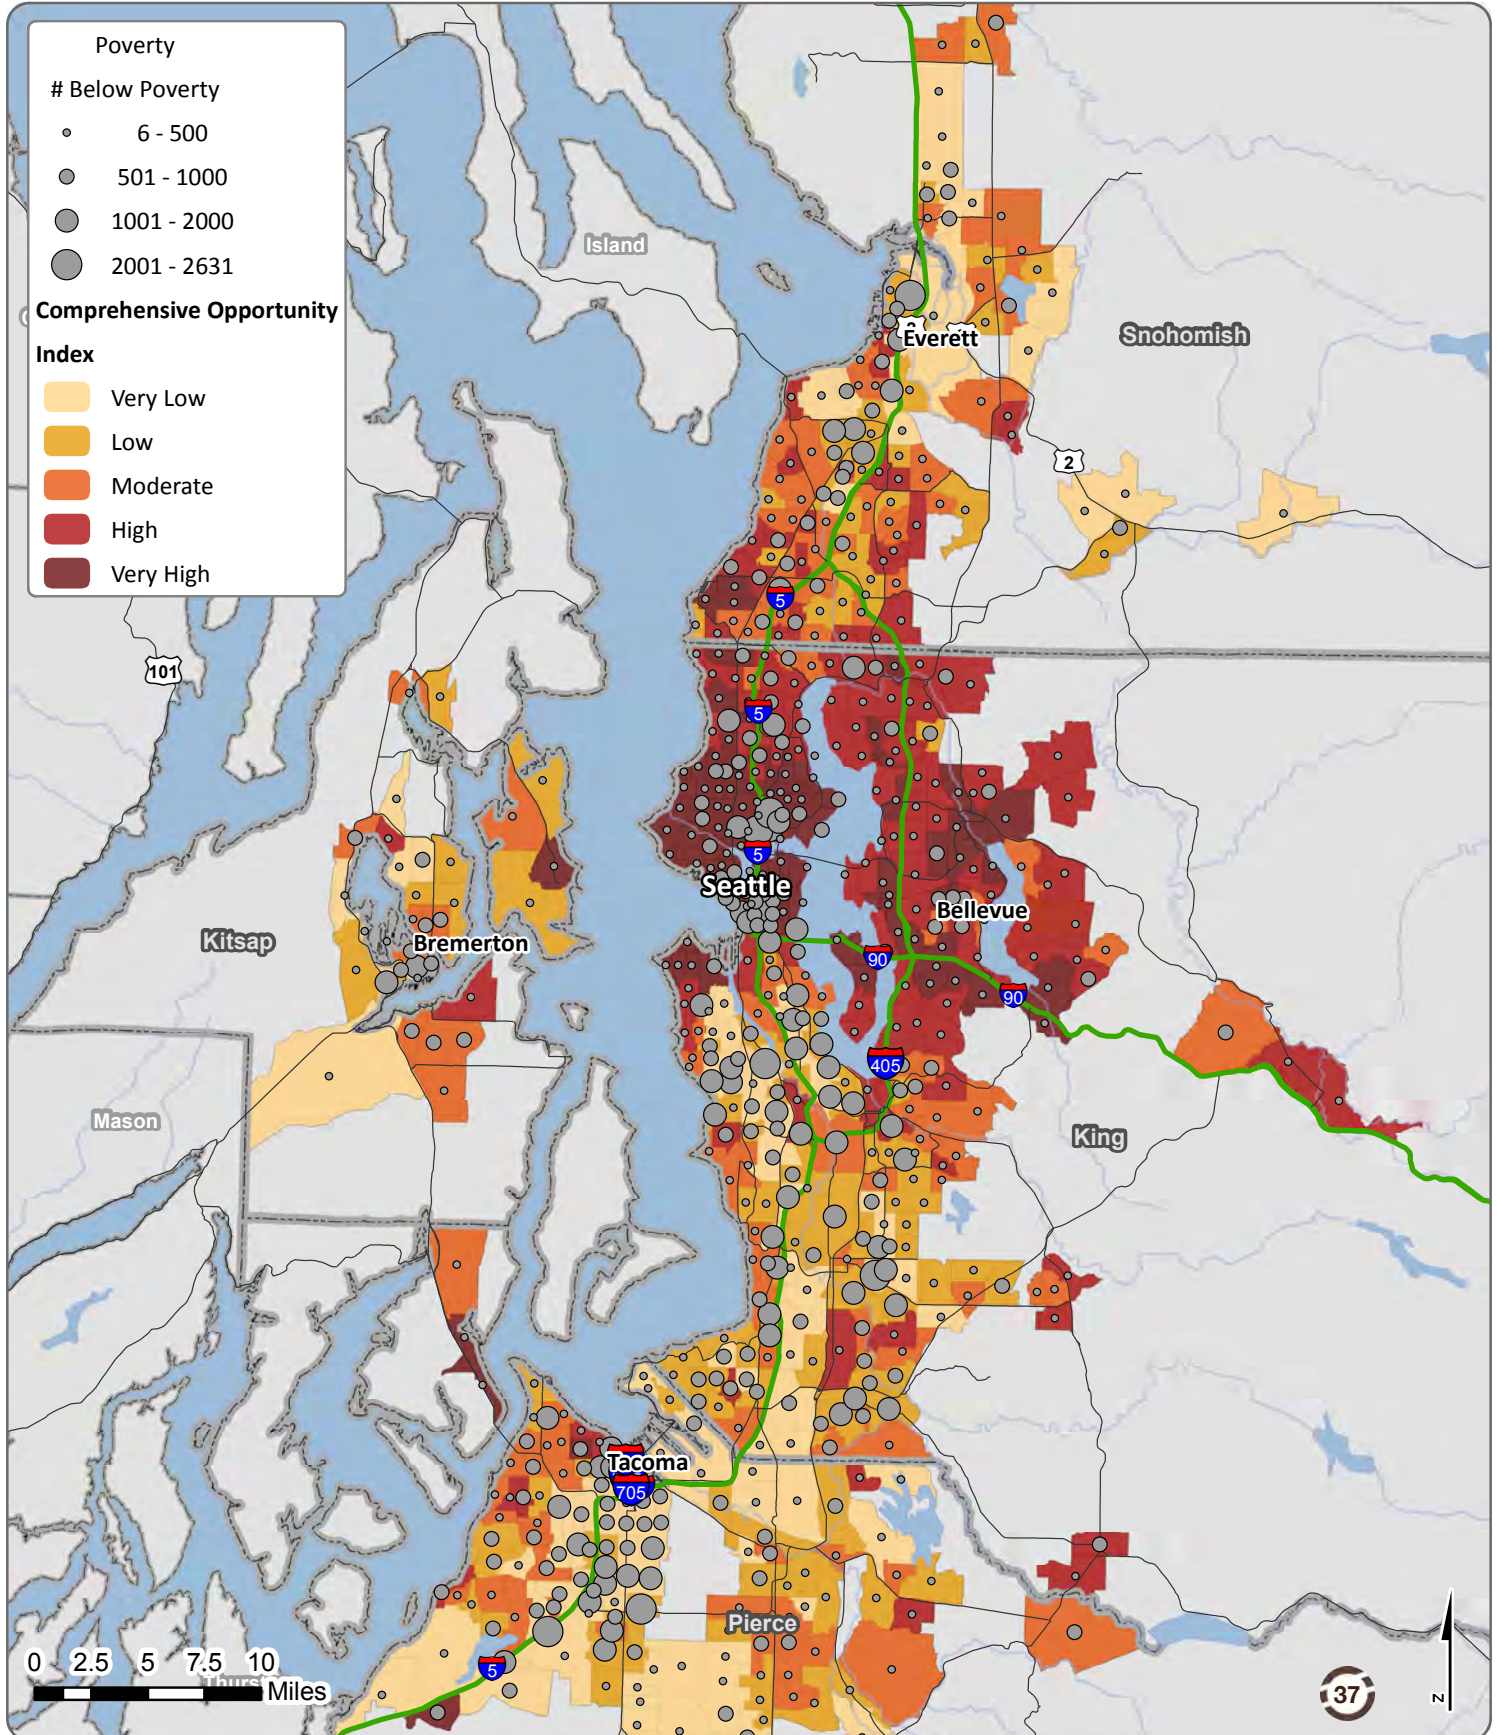 Poverty
# Below Poverty
6 - 500
501 - 1000
1001 - 2000
2001 - 2631
Comprehensive Opportunity
Index
Very Low
Low
Moderate
High
Very High
Island
Snohomish
Everett
2
5
101
5
5
Seattle
Bellevue
Kitsap
Bremerton
90
90
405
Mason
King
Tacoma
705
Pierce
5
0 2.5 5 7.5 10
Miles
37
N